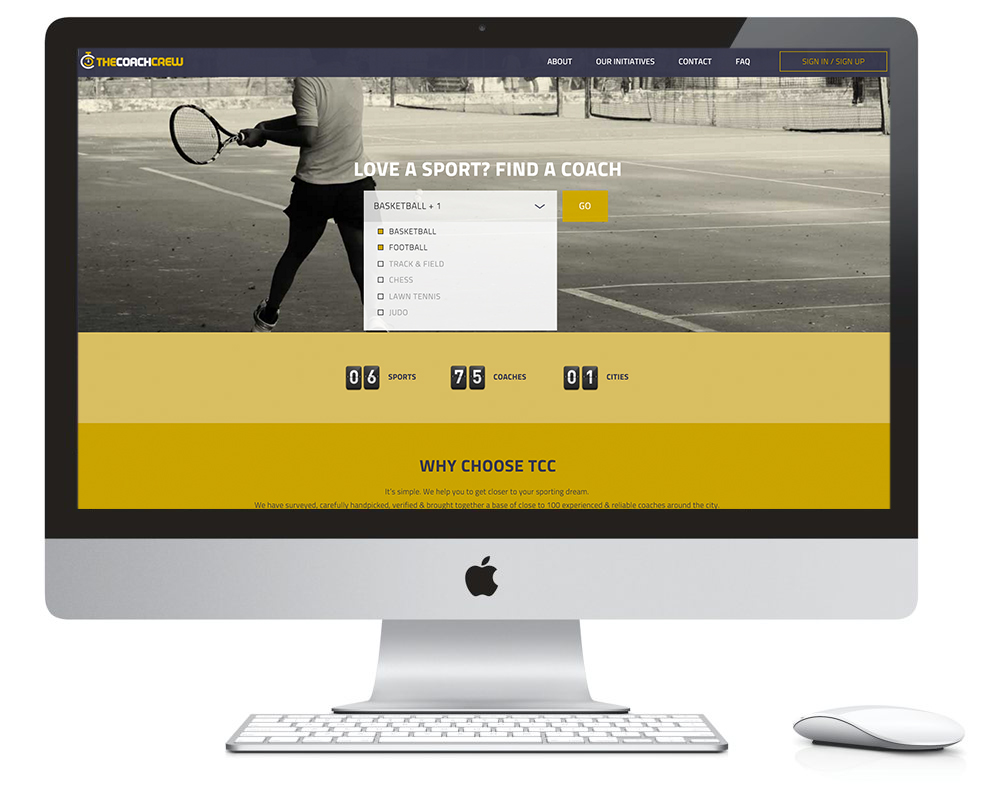 THECOACHCREW ABOUT OUR INITIATIVES CONTACT FAQ SIGN IN / SIGN UP
LOVE A SPORT? FIND A COACH
BASKETBALL + 1 GO
BASKETBALL
FOOTBALL
TRACK & FIELD
CHESS
LAWN TENNIS
JUDO
06 SPORTS 75 COACHES 01 CITIES
WHY CHOOSE TCC
It's simple. We help you to get closer to your sporting dream.
We have surveyed, carefully handpicked, verified & brought together a base of close to 100 experienced & reliable coaches around the city.